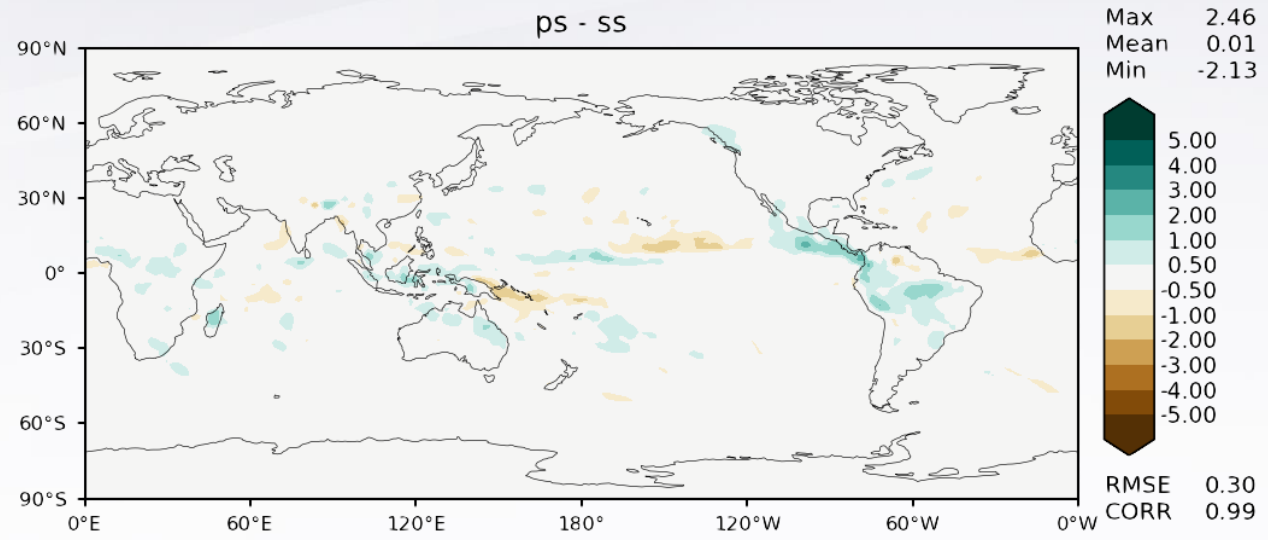 ps - ss
Max 2.46
Mean 0.01
Min -2.13
90°N
60°N
30°N
0°
30°S
60°S
90°S
0°E 60°E 120°E 180° 120°W 60°W 0°W
5.00
4.00
3.00
2.00
1.00
0.50
-0.50
-1.00
-2.00
-3.00
-4.00
-5.00
RMSE 0.30
CORR 0.99